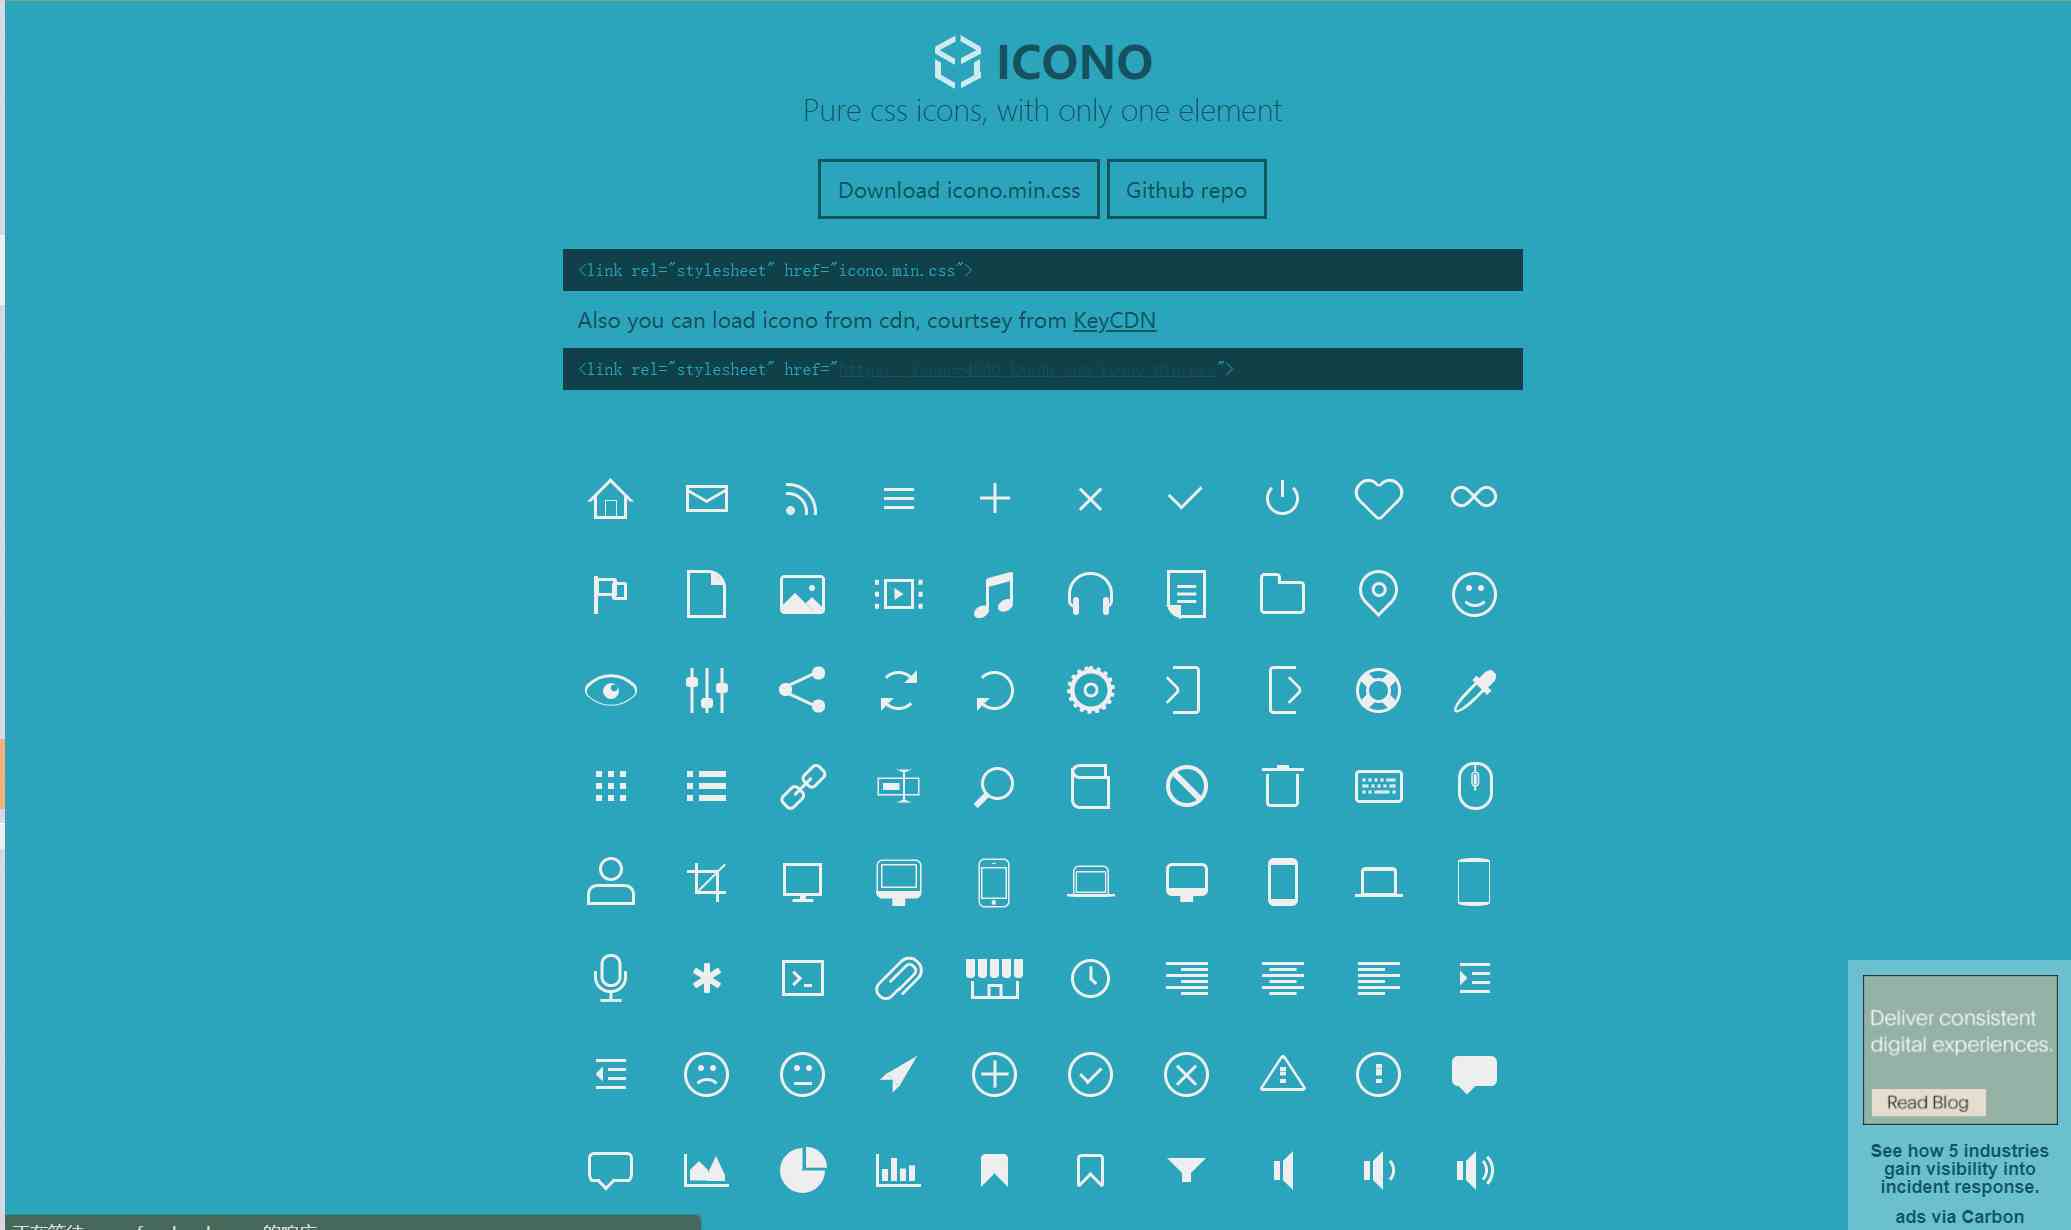 ICONO
Pure css icons, with only one element
Download icono.min.css
Github repo
<link rel="stylesheet" href="icono.min.css">
Also you can load icono from cdn, courtsey from KeyCDN
<link rel="stylesheet" href="">
Deliver consistent
digital experiences.
Read Blog
See how 5 industries
gain visibility into
incident response.
ads via Carbon